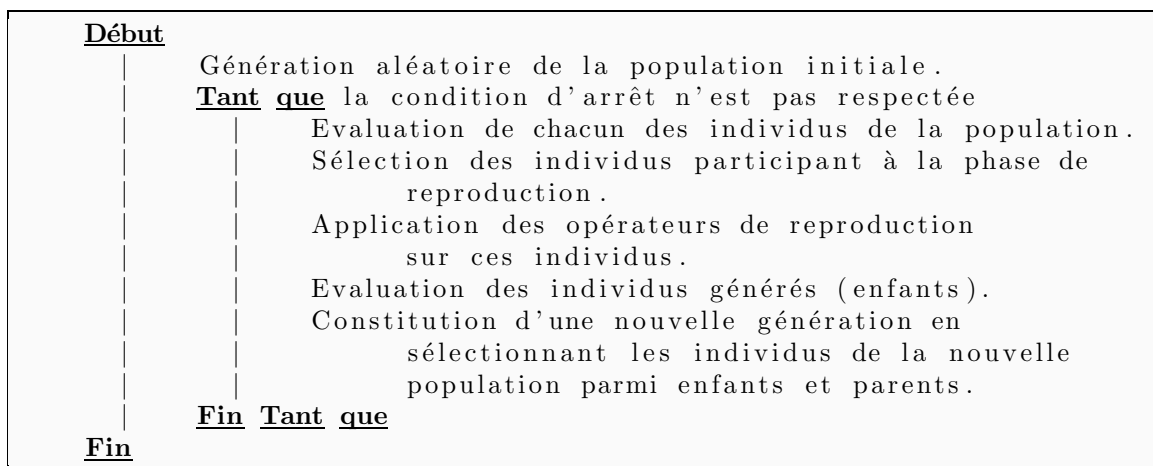 Début
| Génération aléatoire de la population initiale.
| Tant que la condition d'arrêt n'est pas respectée
| | Evaluation de chacun des individus de la population.
| | Sélection des individus participant à la phase de
| | reproduction.
| | Application des opérateurs de reproduction
| | sur ces individus.
| | Evaluation des individus générés (enfants).
| | Constitution d'une nouvelle génération en
| | sélectionnant les individus de la nouvelle
| | population parmi enfants et parents.
| Fin Tant que
Fin